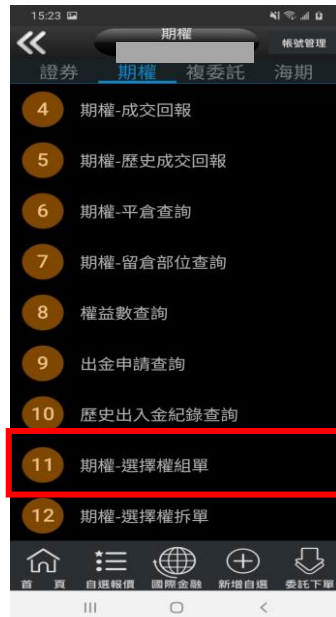 15:23
期權
帳號管理
證券 期權 複委託 海期
4 期權-成交回報
5 期權-歷史成交回報
6 期權-平倉查詢
7 期權-留倉部位查詢
8 權益數查詢
9 出金申請查詢
10 歷史出入金紀錄查詢
11 期權-選擇權組單
12 期權-選擇權拆單
首 頁 自選報價 國際金融 新增自選 委託下單